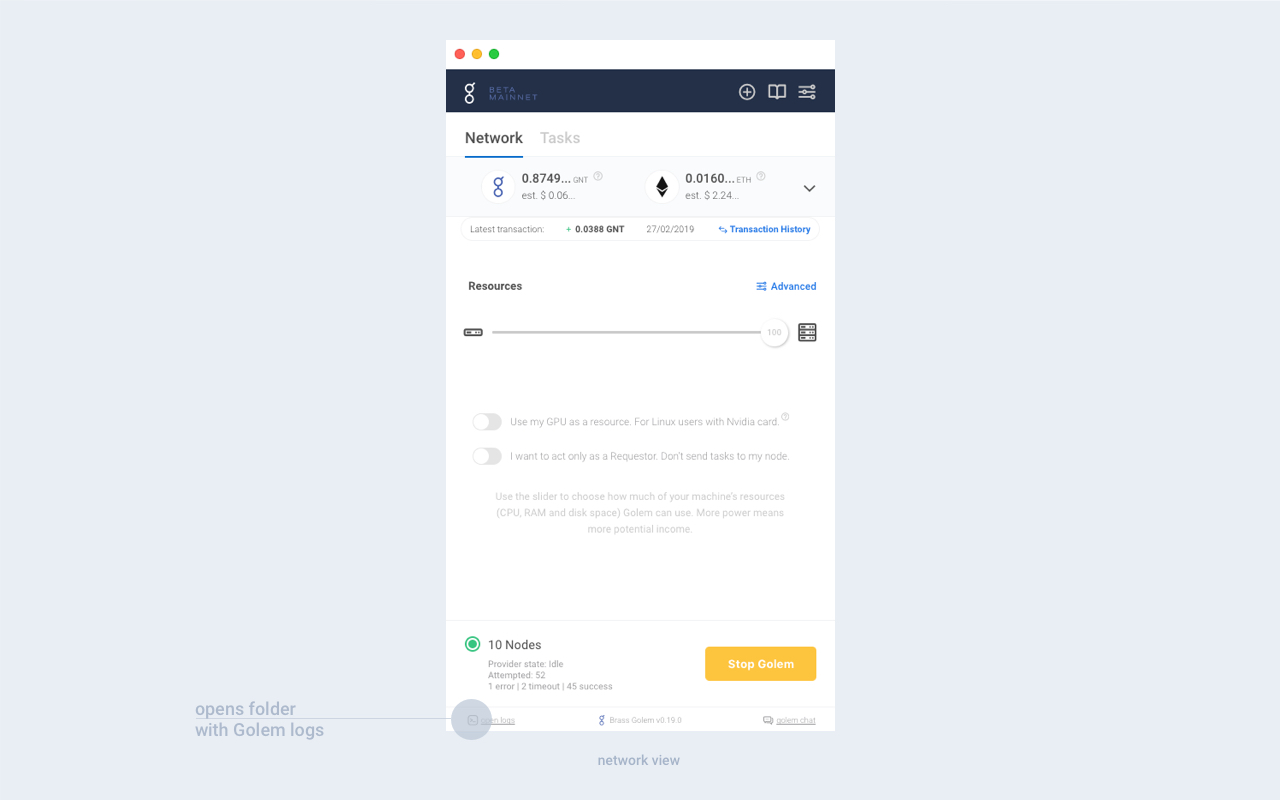 BETA
MAINNET
Network Tasks
0.8749... GNT
est. $ 0.06...
0.0160... ETH
est. $ 2.24...
Latest transaction: + 0.0388 GNT 27/02/2019 Transaction History
Resources Advanced
100
Use my GPU as a resource. For Linux users with Nvidia card.
I want to act only as a Requestor. Don't send tasks to my node.
Use the slider to choose how much of your machine's resources
(CPU, RAM and disk space) Golem can use. More power means
more potential income.
10 Nodes
Provider state: Idle
Attempted: 52
1 error | 2 timeout | 45 success
Stop Golem
opens folder
with Golem logs
open logs Brass Golem v0.19.0 golem chat
network view